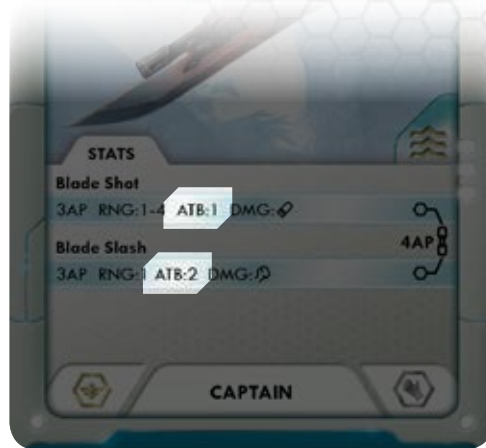 STATS
Blade Shot
3AP RNG:1-4 ATB:1 DMG:
4AP
Blade Slash
3AP RNG:1 ATB:2 DMG:
CAPTAIN